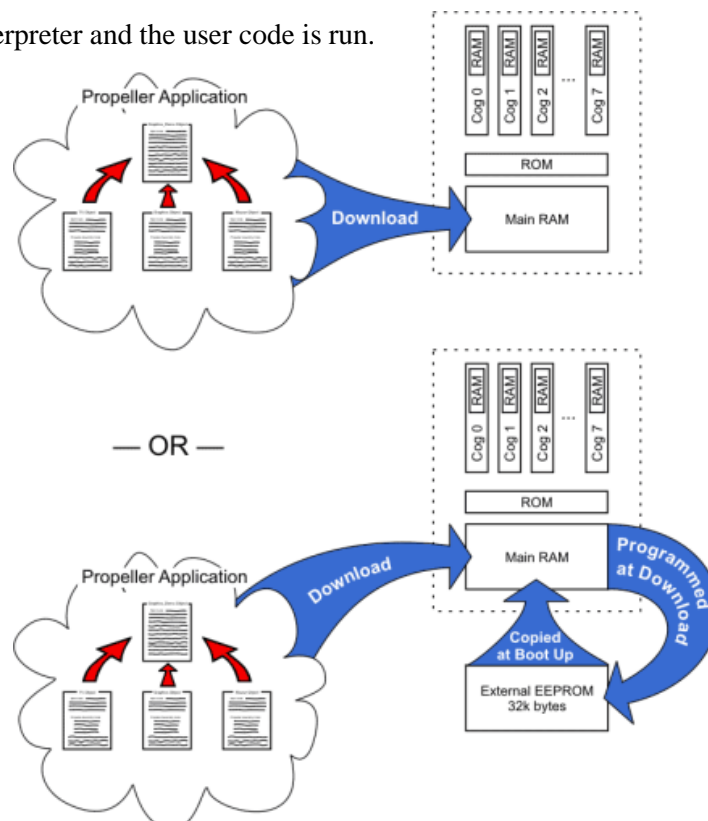 erpreter and the user code is run.
Propeller Application
Download
Cog 0 RAM
Cog 1 RAM
Cog 2 RAM
...
Cog 7 RAM
ROM
Main RAM
— OR —
Propeller Application
Download
Cog 0 RAM
Cog 1 RAM
Cog 2 RAM
...
Cog 7 RAM
ROM
Main RAM
Programmed
at Download
Copied
at Boot Up
External EEPROM
32k bytes